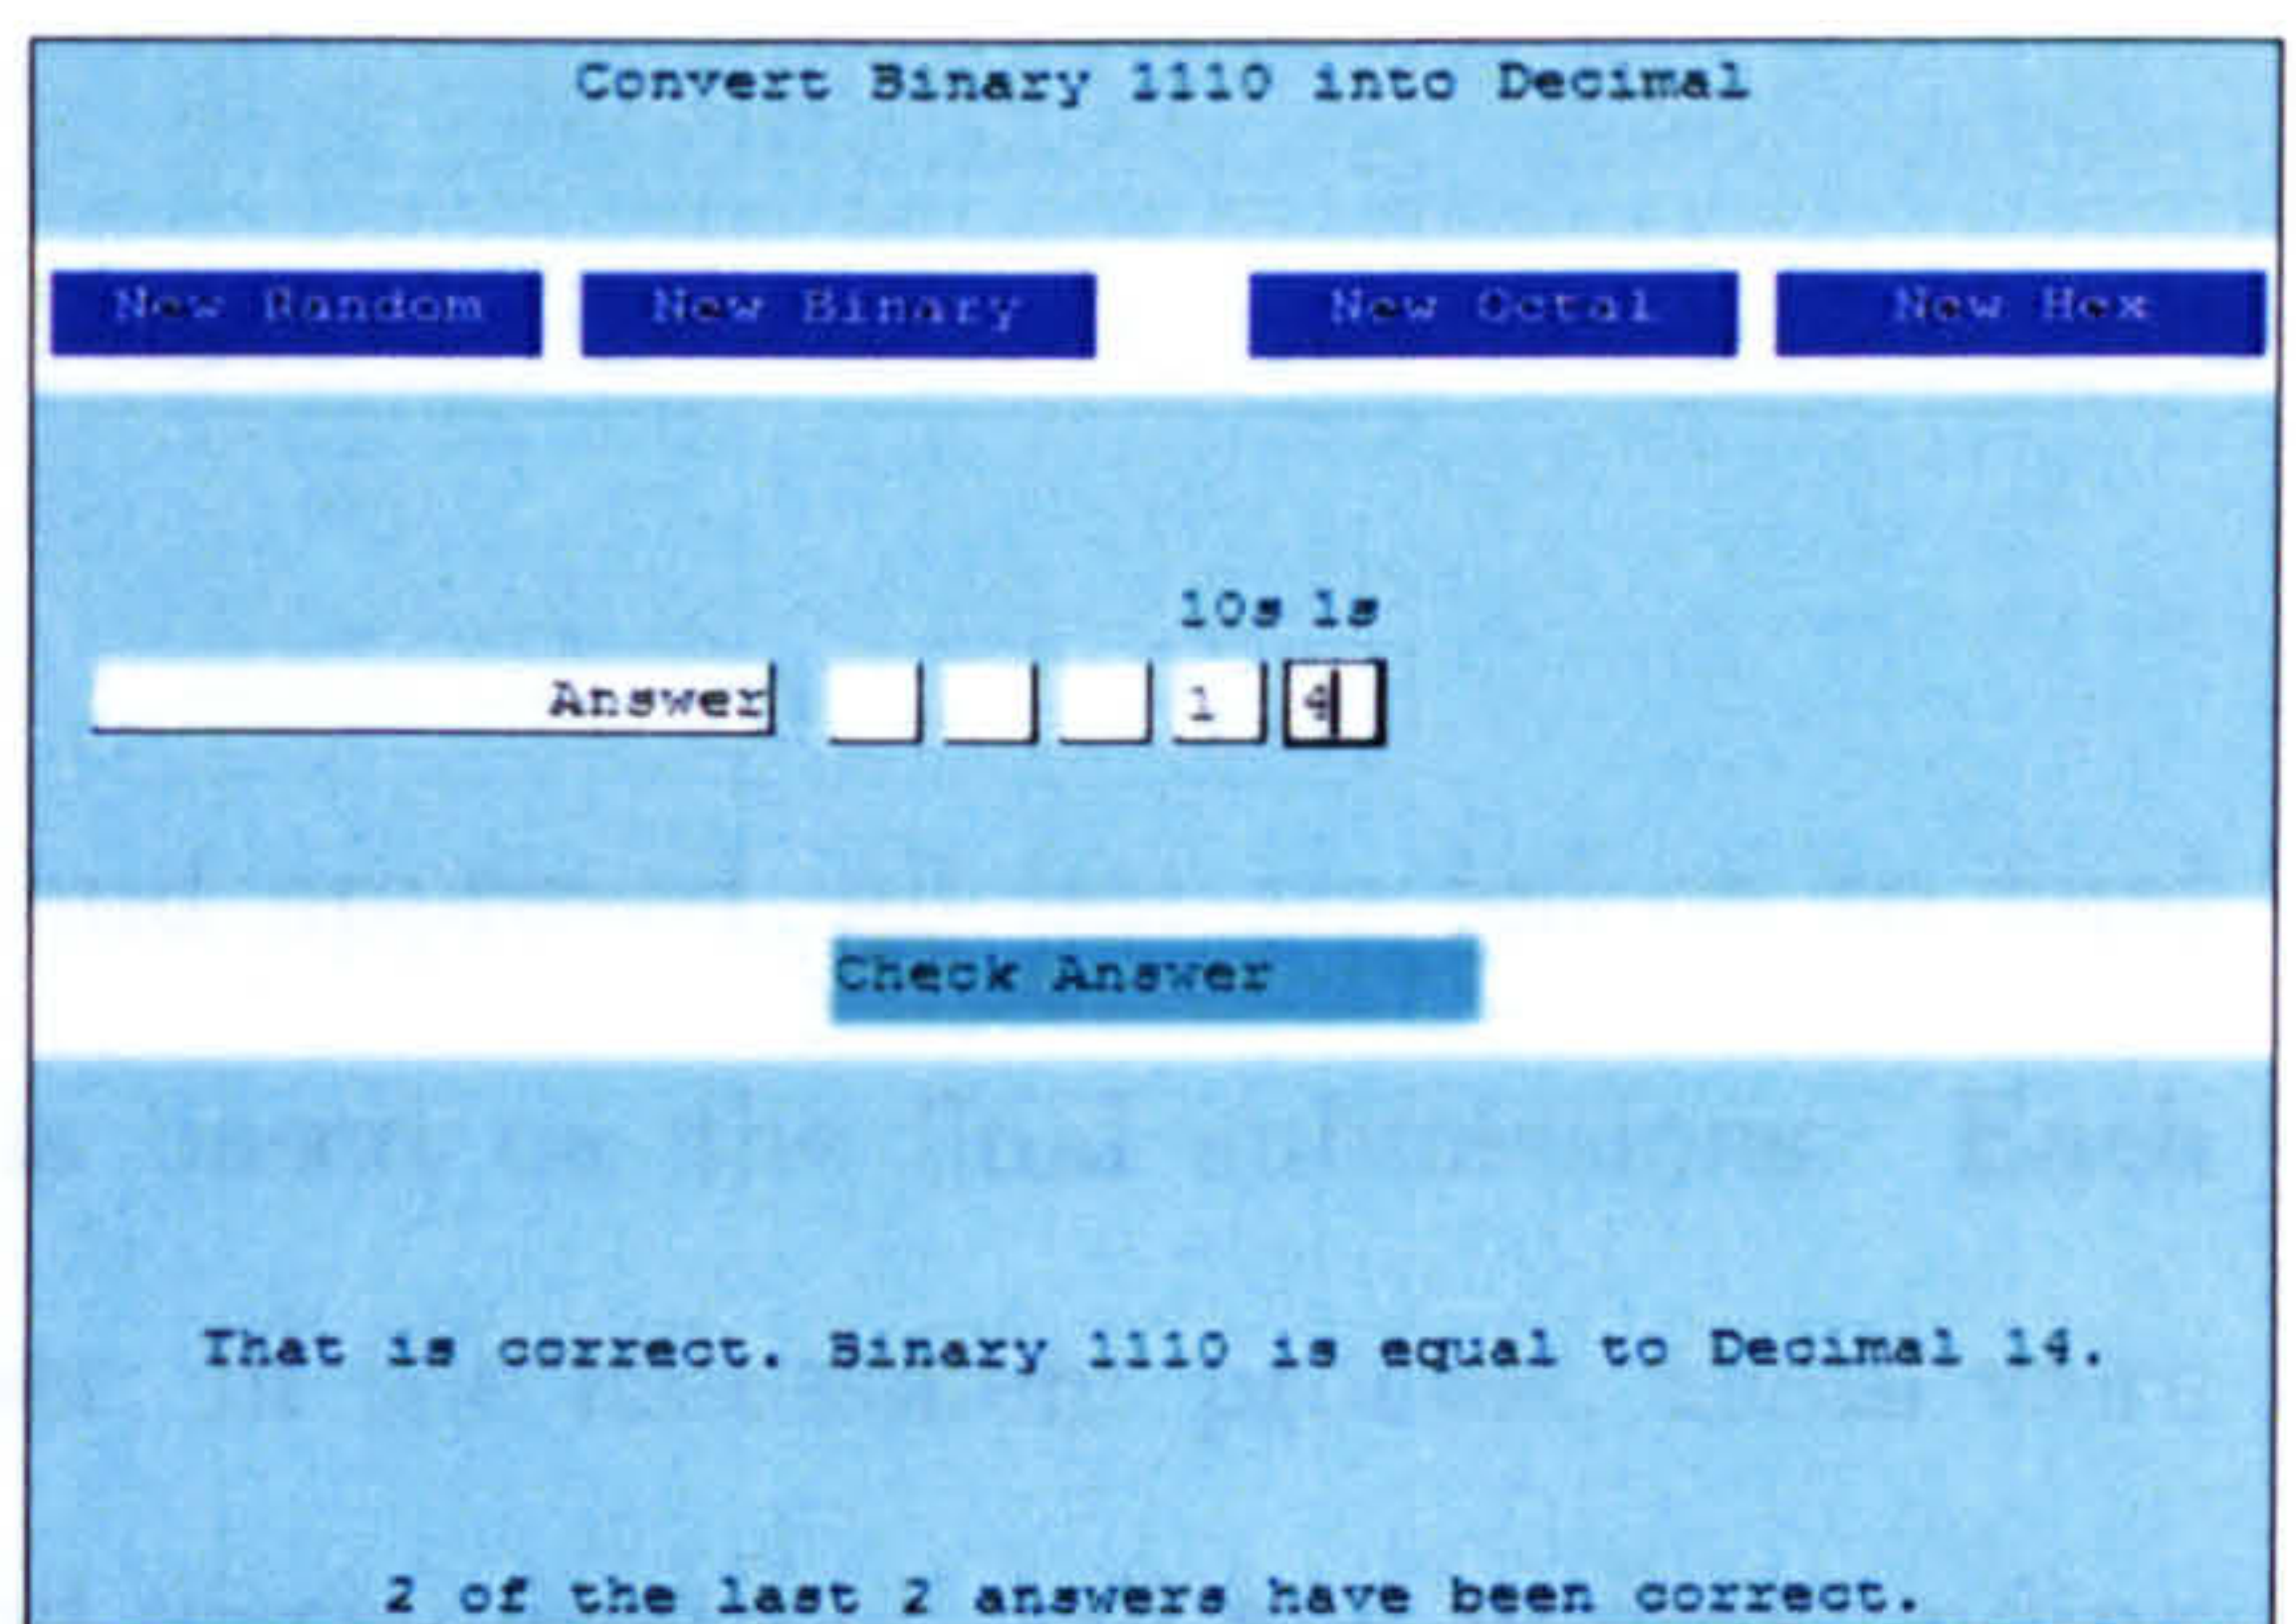 Convert Binary 1110 into Decimal
New Random New Binary New Octal New Hex
10s 1s
Answer 1 4
Check Answer
That is correct. Binary 1110 is equal to Decimal 14.
2 of the last 2 answers have been correct.